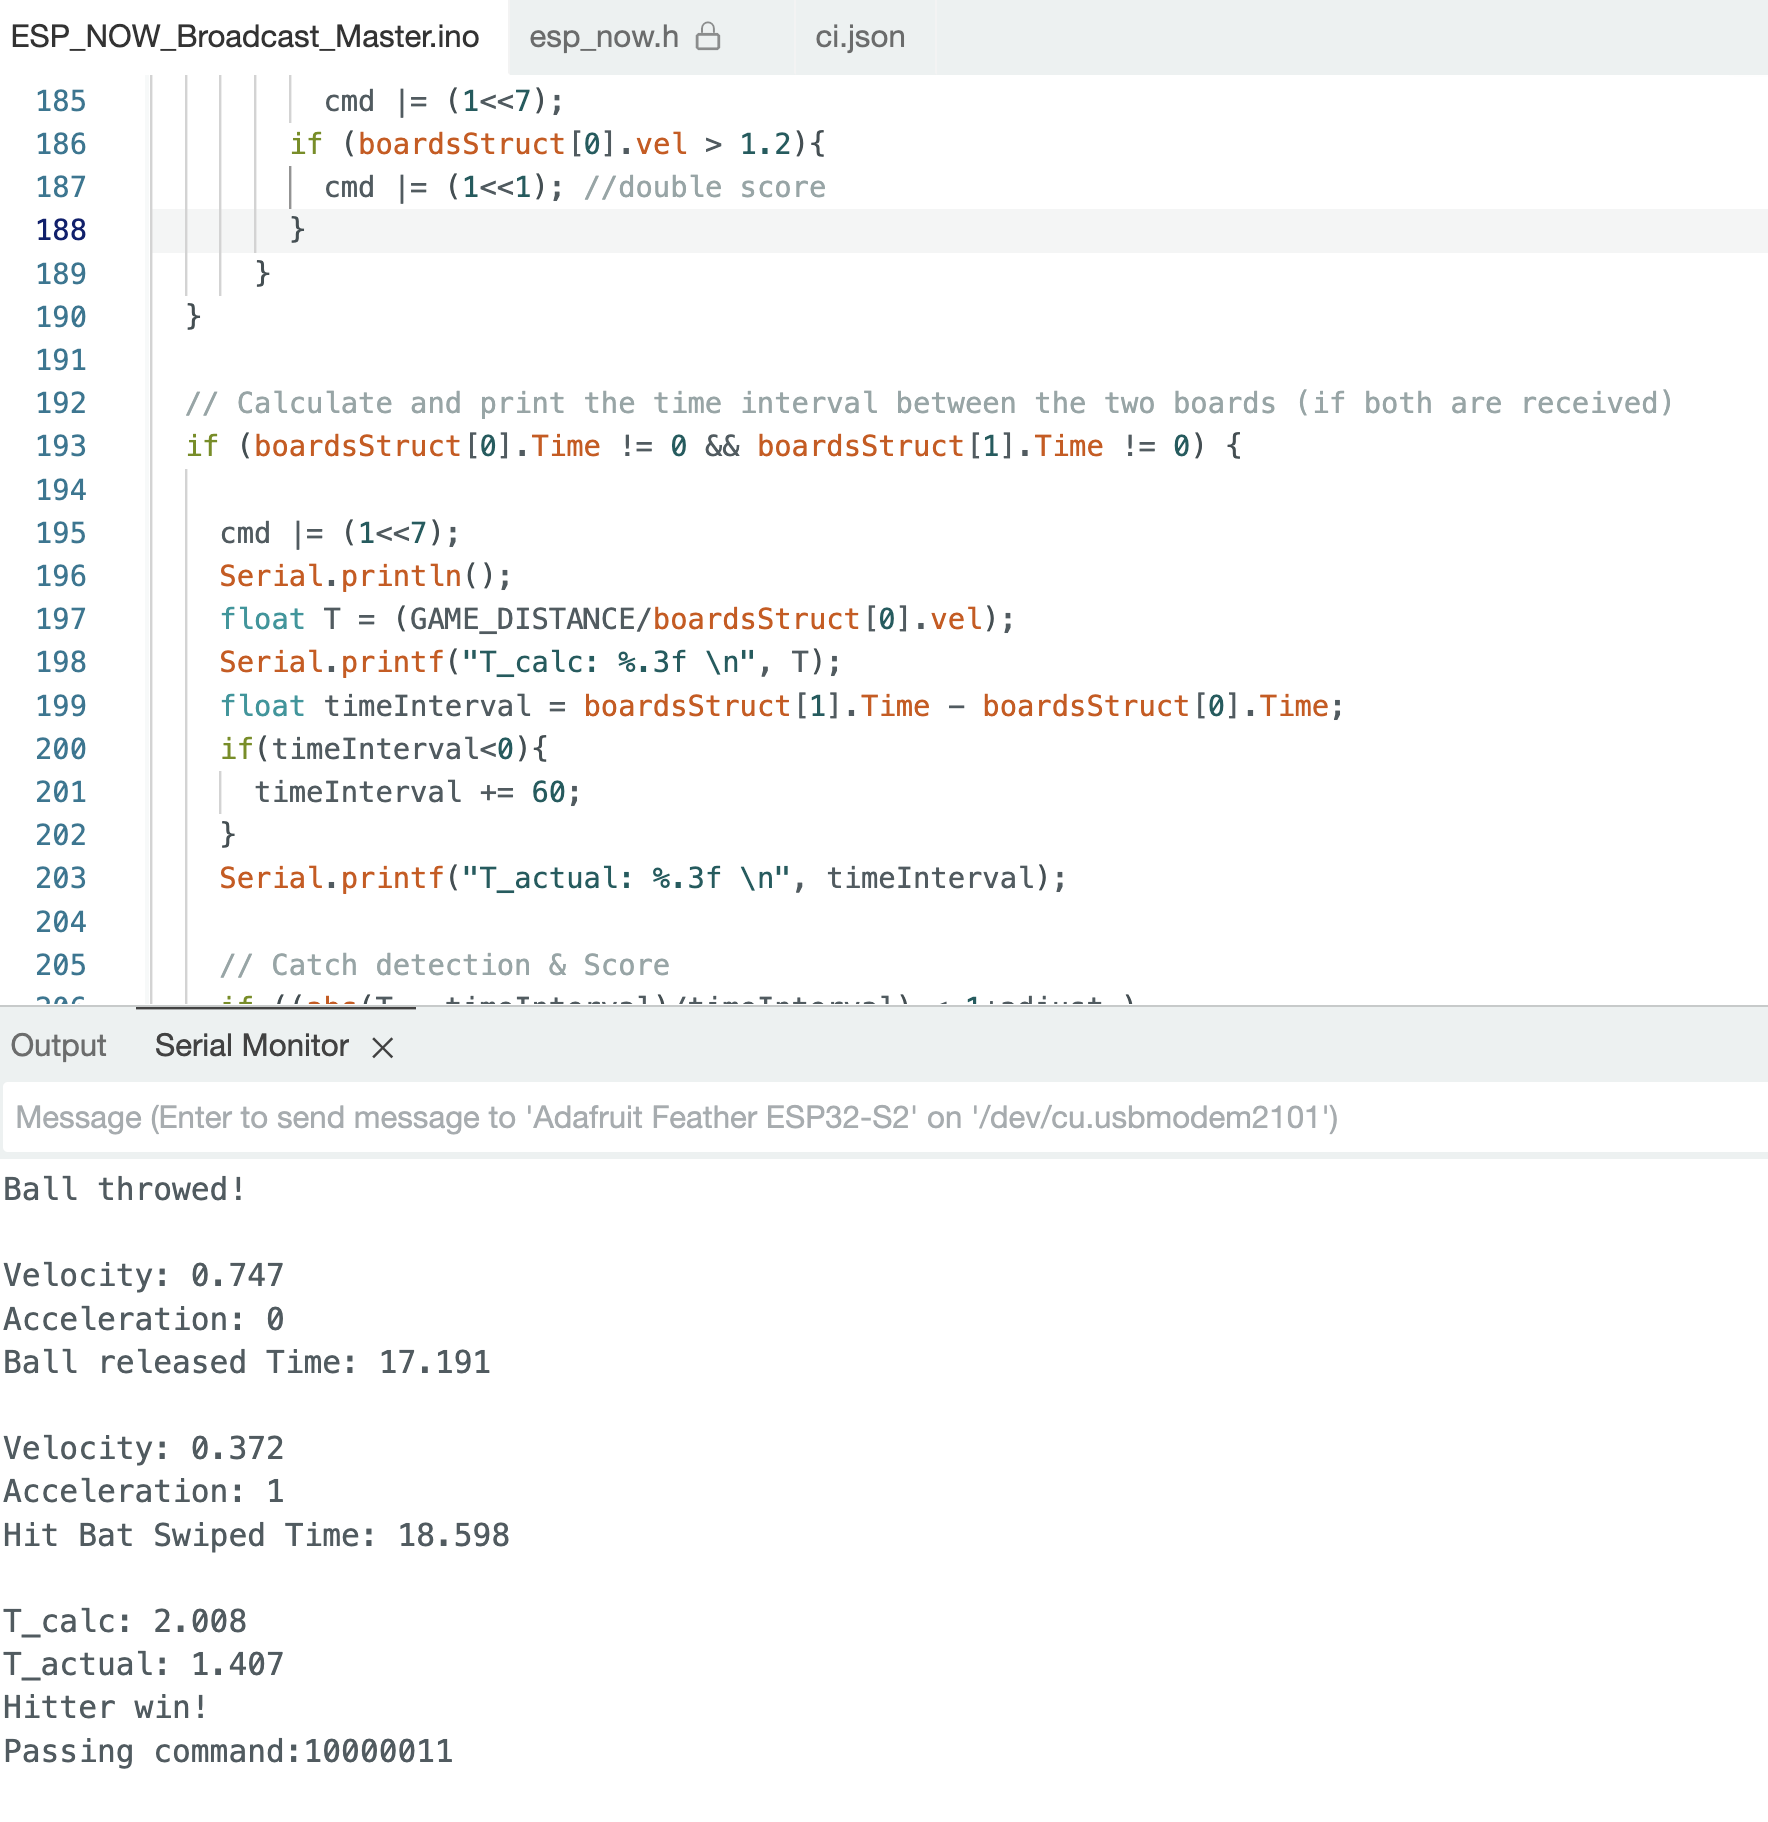 ESP_NOW_Broadcast_Master.ino esp_now.h ci.json
185 cmd |= (1<<7);
186 if (boardsStruct[0].vel > 1.2){
187 cmd |= (1<<1); //double score
188 }
189 }
190 }
191
192 // Calculate and print the time interval between the two boards (if both are received)
193 if (boardsStruct[0].Time != 0 && boardsStruct[1].Time != 0) {
194
195 cmd |= (1<<7);
196 Serial.println();
197 float T = (GAME_DISTANCE/boardsStruct[0].vel);
198 Serial.printf("T_calc: %.3f \n", T);
199 float timeInterval = boardsStruct[1].Time - boardsStruct[0].Time;
200 if(timeInterval<0){
201 timeInterval += 60;
202 }
203 Serial.printf("T_actual: %.3f \n", timeInterval);
204
205 // Catch detection & Score
206 if ((abs(T - timeInterval)/timeInterval) < 1+adjust )
Output Serial Monitor
Message (Enter to send message to 'Adafruit Feather ESP32-S2' on '/dev/cu.usbmodem2101')
Ball throwed!
Velocity: 0.747
Acceleration: 0
Ball released Time: 17.191
Velocity: 0.372
Acceleration: 1
Hit Bat Swiped Time: 18.598
T_calc: 2.008
T_actual: 1.407
Hitter win!
Passing command:10000011